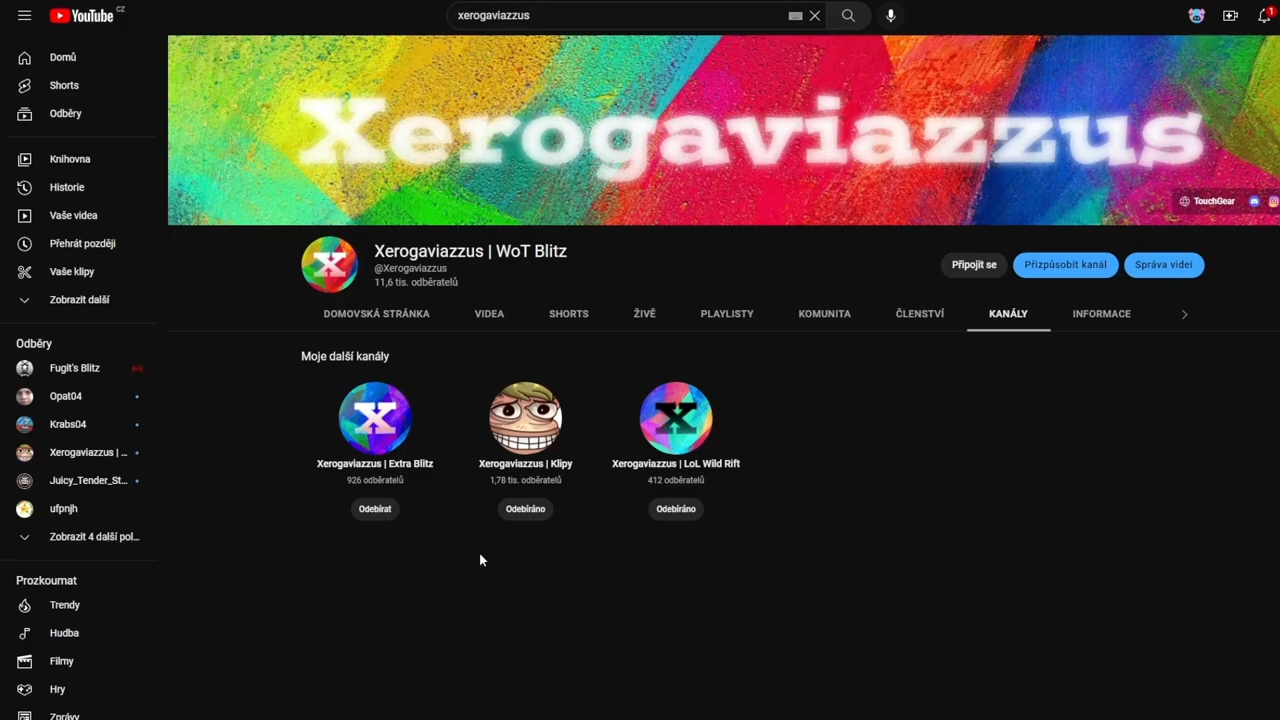 YouTube CZ
xerogaviazzus
1
Domů
Shorts
Odběry
Knihovna
Historie
Vaše videa
Přehrát později
Vaše klipy
Zobrazit další
Odběry
Fugit's Blitz
Opat04
Krabs04
Xerogaviazzus | ...
Juicy_Tender_St...
ufpnjh
Zobrazit 4 další pol...
Prozkoumat
Trendy
Hudba
Filmy
Hry
Zprávy
Xerogaviazzus
TouchGear
X
Xerogaviazzus | WoT Blitz
@Xerogaviazzus
11,6 tis. odběratelů
Připojit se
Přizpůsobit kanál
Správa videí
DOMOVSKÁ STRÁNKA VIDEA SHORTS ŽIVĚ PLAYLISTY KOMUNITA ČLENSTVÍ KANÁLY INFORMACE
Moje další kanály
X
Xerogaviazzus | Extra Blitz
926 odběratelů
Odebírat
Xerogaviazzus | Klipy
1,78 tis. odběratelů
Odebíráno
X
Xerogaviazzus | LoL Wild Rift
412 odběratelů
Odebíráno